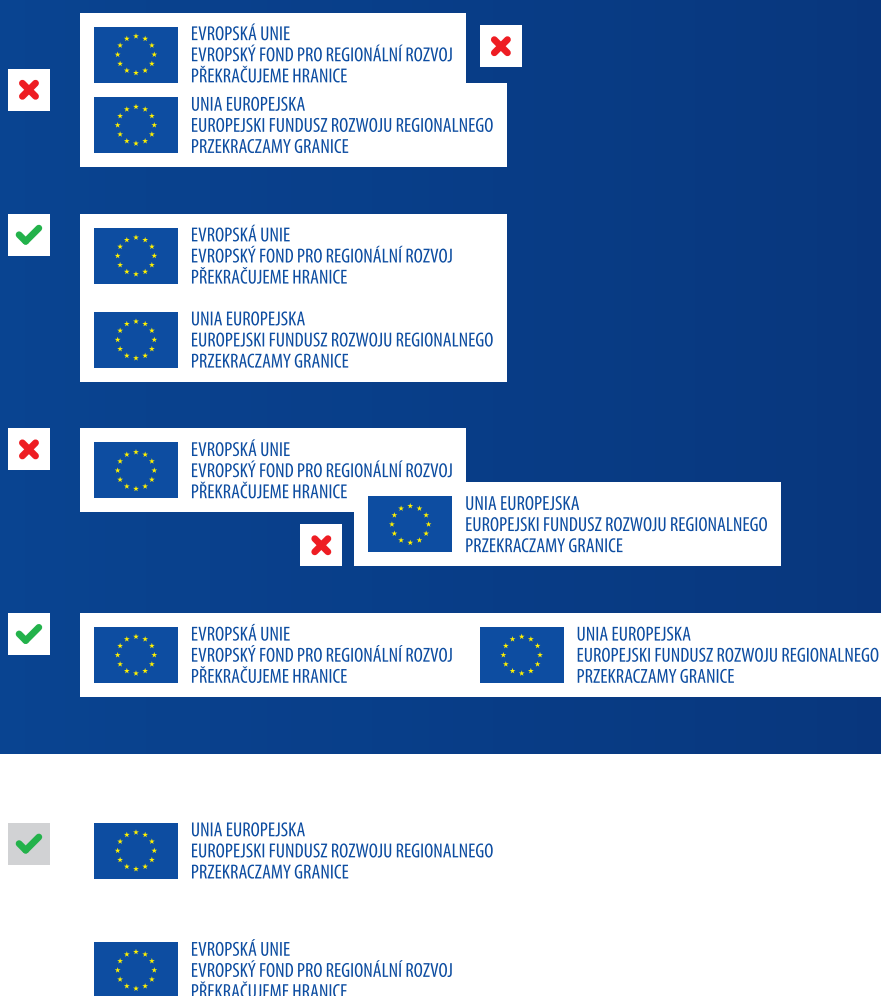 EVROPSKÁ UNIE
EVROPSKÝ FOND PRO REGIONÁLNÍ ROZVOJ
PŘEKRAČUJEME HRANICE
UNIA EUROPEJSKA
EUROPEJSKI FUNDUSZ ROZWOJU REGIONALNEGO
PRZEKRACZAMY GRANICE
EVROPSKÁ UNIE
EVROPSKÝ FOND PRO REGIONÁLNÍ ROZVOJ
PŘEKRAČUJEME HRANICE
UNIA EUROPEJSKA
EUROPEJSKI FUNDUSZ ROZWOJU REGIONALNEGO
PRZEKRACZAMY GRANICE
EVROPSKÁ UNIE
EVROPSKÝ FOND PRO REGIONÁLNÍ ROZVOJ
PŘEKRAČUJEME HRANICE
UNIA EUROPEJSKA
EUROPEJSKI FUNDUSZ ROZWOJU REGIONALNEGO
PRZEKRACZAMY GRANICE
EVROPSKÁ UNIE
EVROPSKÝ FOND PRO REGIONÁLNÍ ROZVOJ
PŘEKRAČUJEME HRANICE
UNIA EUROPEJSKA
EUROPEJSKI FUNDUSZ ROZWOJU REGIONALNEGO
PRZEKRACZAMY GRANICE
UNIA EUROPEJSKA
EUROPEJSKI FUNDUSZ ROZWOJU REGIONALNEGO
PRZEKRACZAMY GRANICE
EVROPSKÁ UNIE
EVROPSKÝ FOND PRO REGIONÁLNÍ ROZVOJ
PŘEKRAČUJEME HRANICE